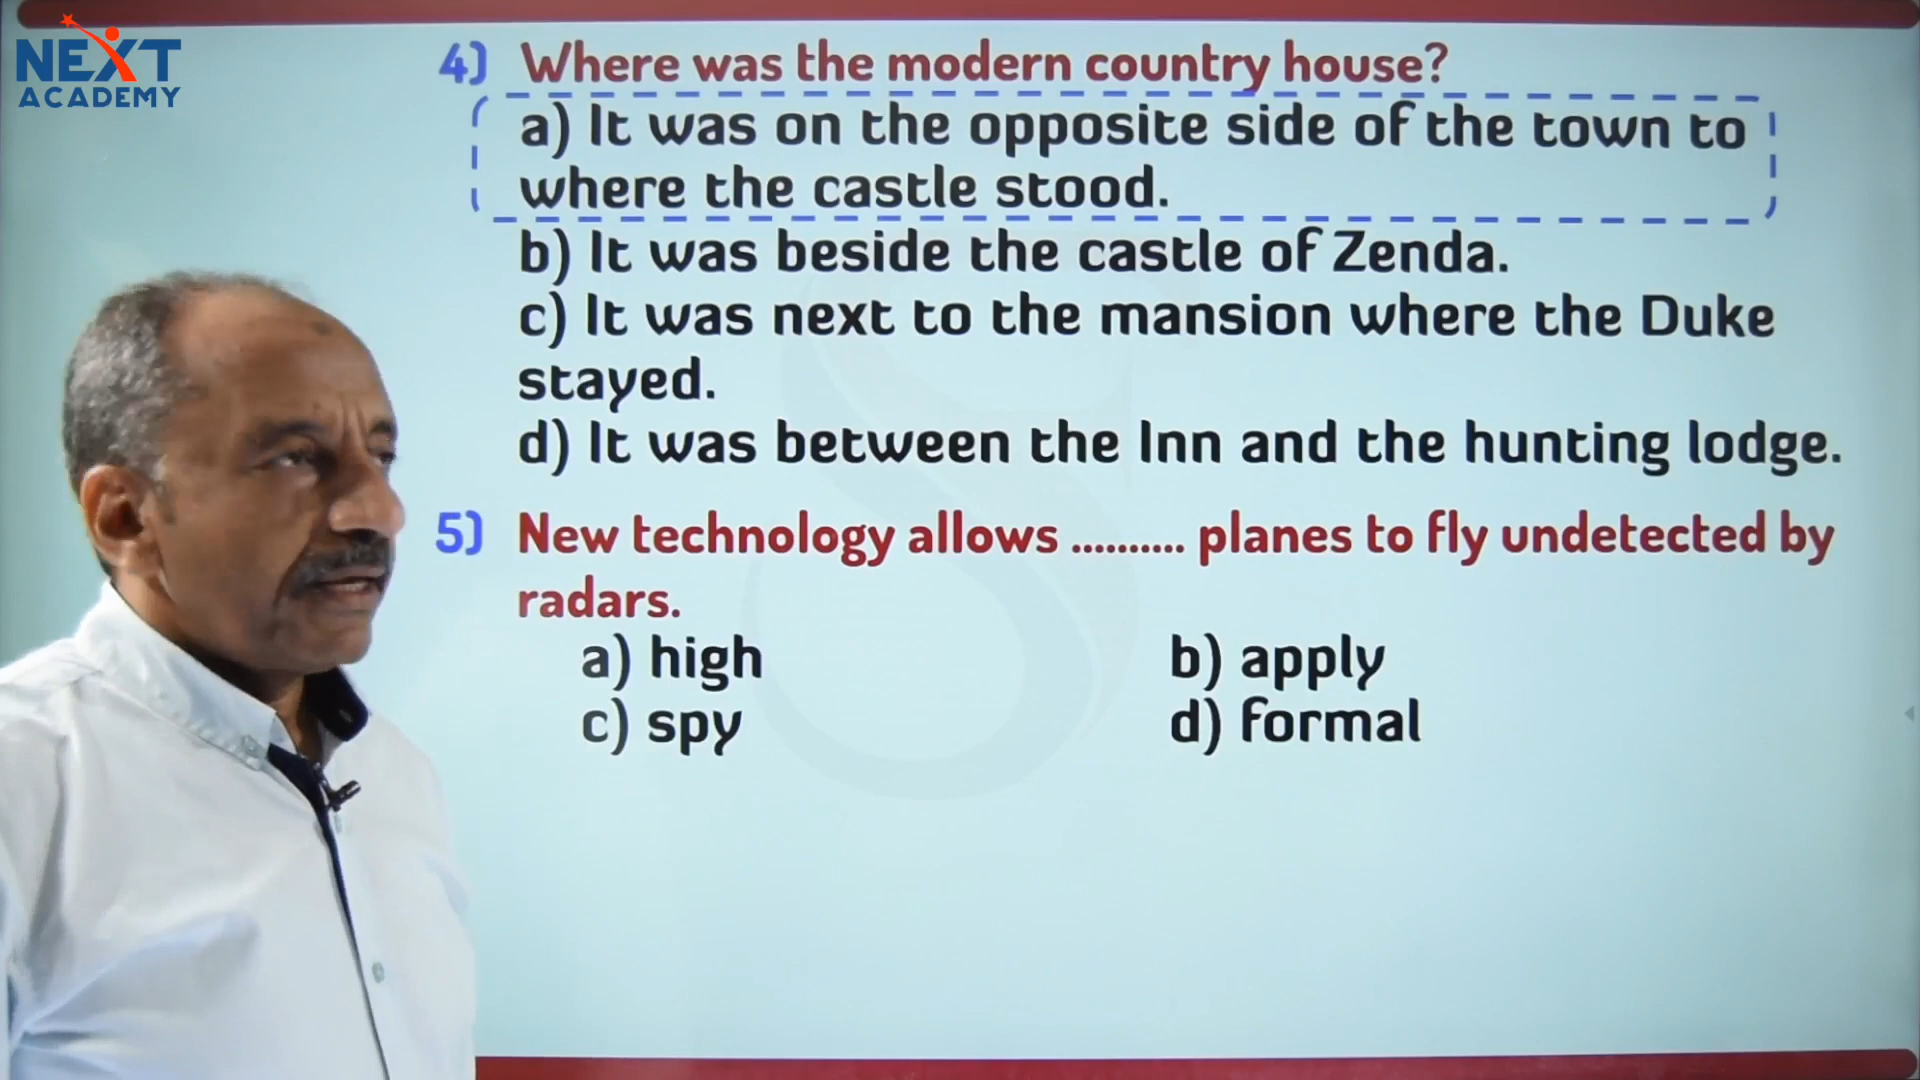 NEXT
ACADEMY
4) Where was the modern country house?
a) It was on the opposite side of the town to
where the castle stood.
b) It was beside the castle of Zenda.
c) It was next to the mansion where the Duke
stayed.
d) It was between the Inn and the hunting lodge.
5) New technology allows .......... planes to fly undetected by
radars.
a) high b) apply
c) spy d) formal